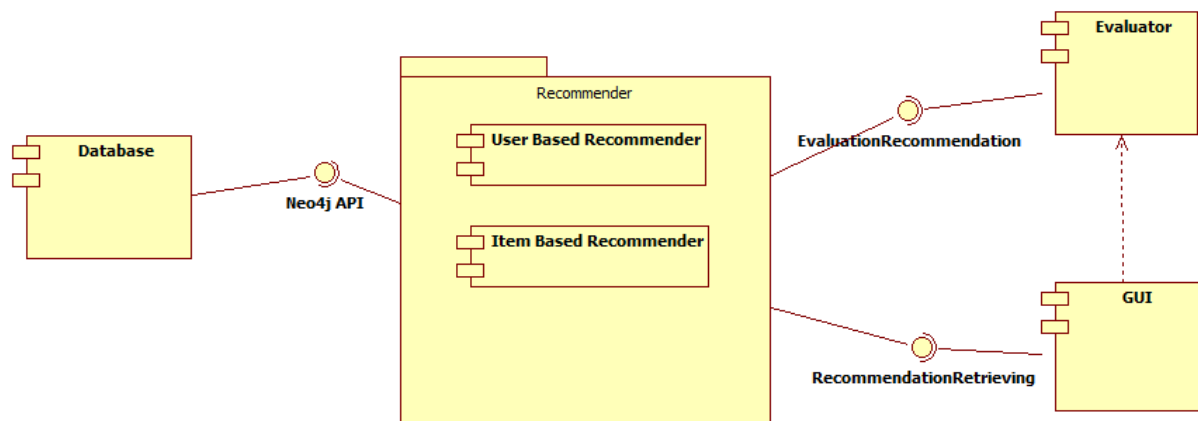 Evaluator
Recommender
User Based Recommender
EvaluationRecommendation
Database
Neo4j API
Item Based Recommender
GUI
RecommendationRetrieving